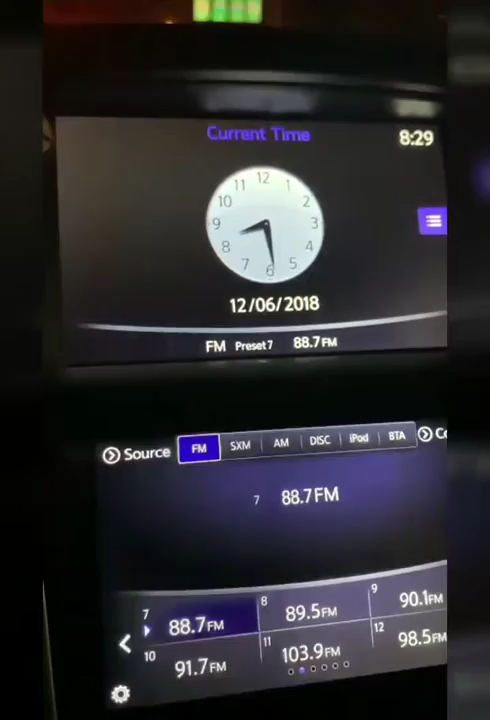 Current Time
8:29
12
11 1
10 2
9 3
8 4
7 5
6
12/06/2018
FM Preset7 88.7 FM
Source FM SXM AM DISC iPod BTA
7 88.7 FM
7 88.7 FM 8 89.5 FM 9 90.1 FM
10 91.7 FM 11 103.9 FM 12 98.5 FM